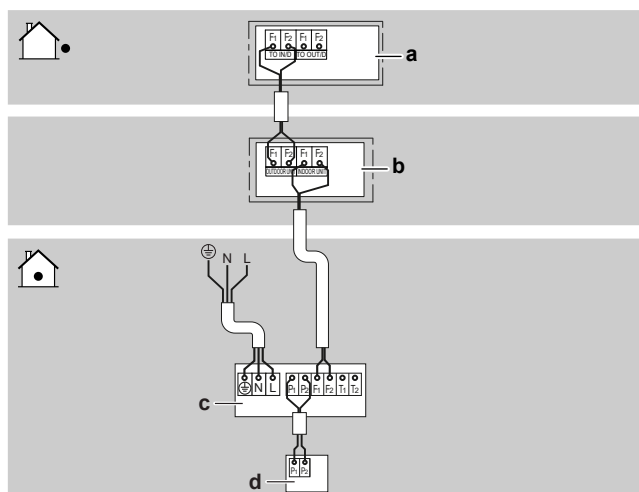 F1 F2 F1 F2
TO IN/D TO OUT/D
a
F1 F2 F1 F2
OUTDOOR UNIT INDOOR UNIT
b
N L
N L P1 P2 F1 F2 T1 T2
c
P1 P2
d